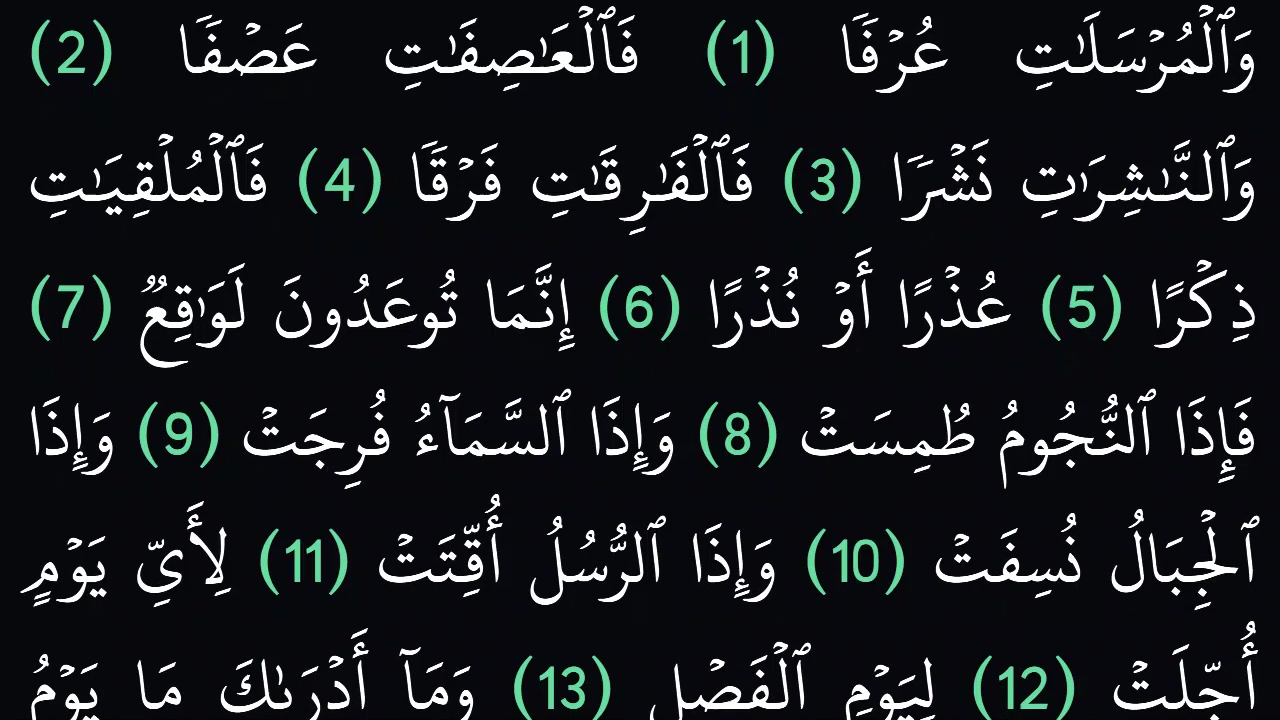 وَٱلْمُرْسَلَٰتِ عُرْفًا (1) فَٱلْعَٰصِفَٰتِ عَصْفًا (2)
وَٱلنَّٰشِرَٰتِ نَشْرًا (3) فَٱلْفَٰرِقَٰتِ فَرْقًا (4) فَٱلْمُلْقِيَٰتِ
ذِكْرًا (5) عُذْرًا أَوْ نُذْرًا (6) إِنَّمَا تُوعَدُونَ لَوَٰقِعٌ (7)
فَإِذَا ٱلنُّجُومُ طُمِسَتْ (8) وَإِذَا ٱلسَّمَآءُ فُرِجَتْ (9) وَإِذَا
ٱلْجِبَالُ نُسِفَتْ (10) وَإِذَا ٱلرُّسُلُ أُقِّتَتْ (11) لِأَىِّ يَوْمٍ
أُجِّلَتْ (12) لِيَوْمِ ٱلْفَصْلِ (13) وَمَآ أَدْرَىٰكَ مَا يَوْمُ